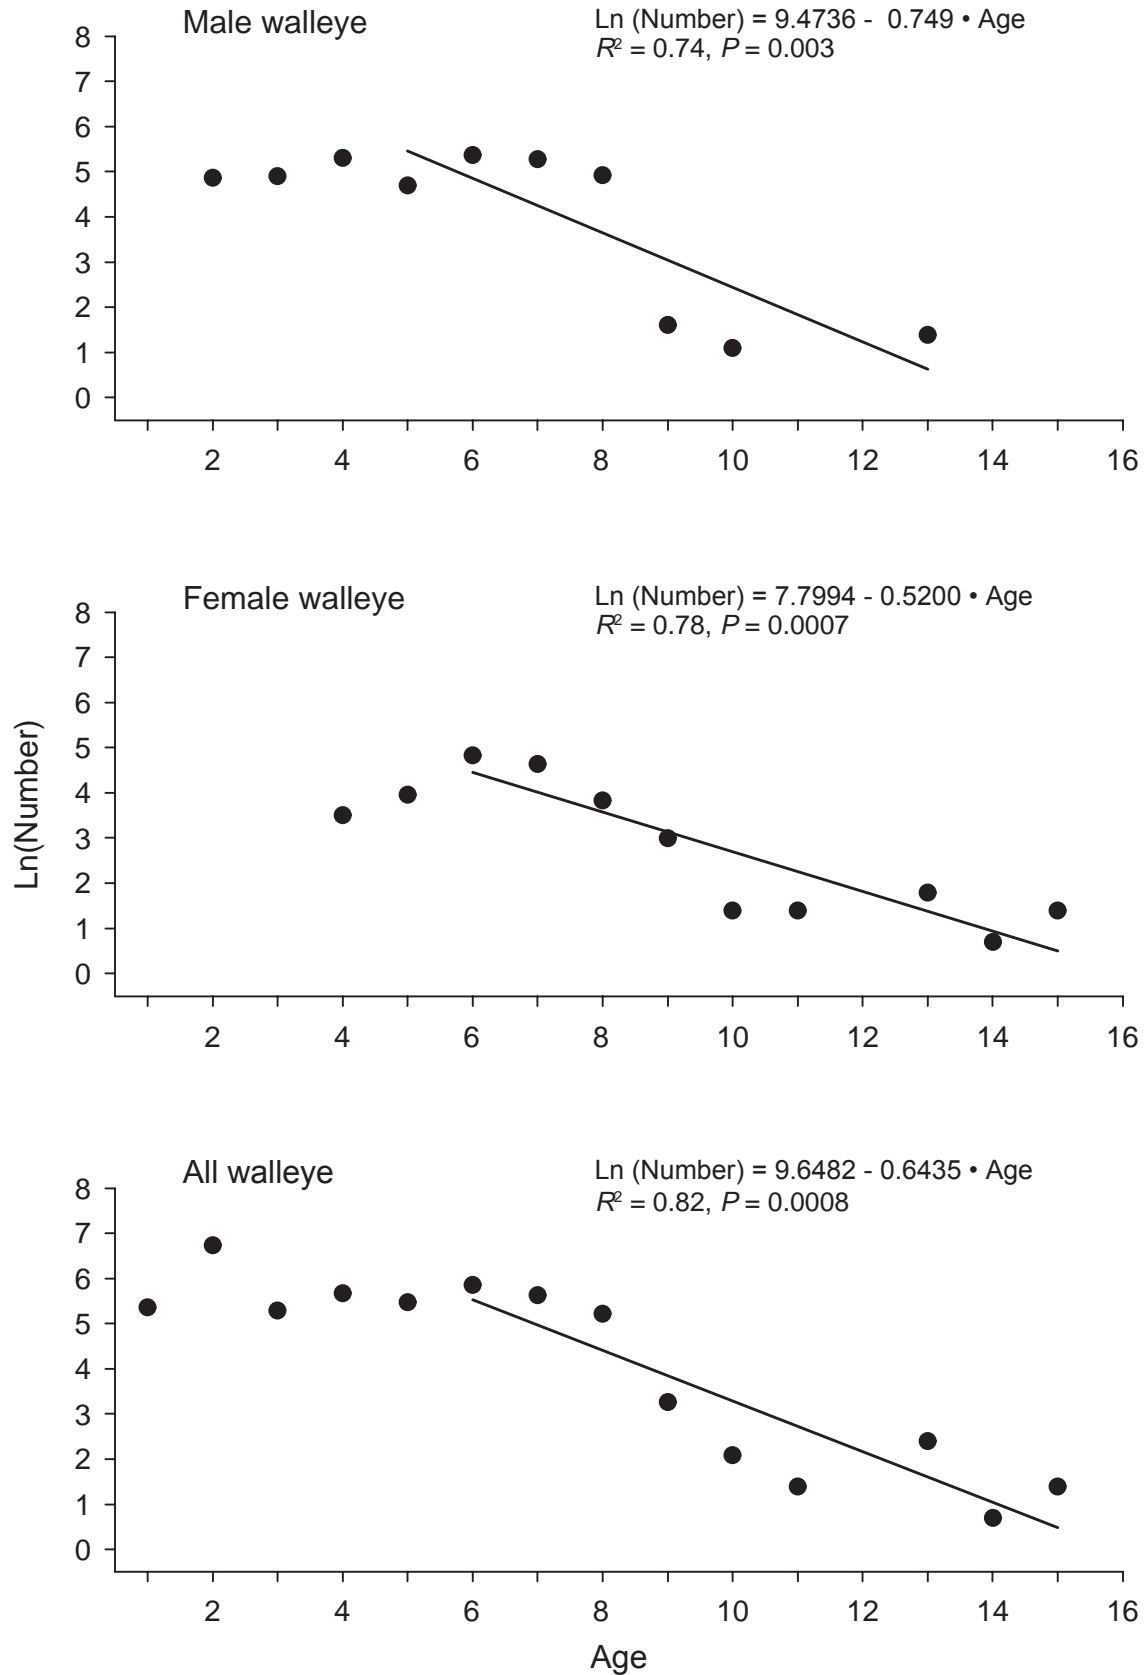 Male walleye
Ln (Number) = 9.4736 - 0.749 • Age
R² = 0.74, P = 0.003
8
7
6
5
4
3
2
1
0
2 4 6 8 10 12 14 16
Female walleye
Ln (Number) = 7.7994 - 0.5200 • Age
R² = 0.78, P = 0.0007
8
7
6
5
4
3
2
1
0
Ln(Number)
2 4 6 8 10 12 14 16
All walleye
Ln (Number) = 9.6482 - 0.6435 • Age
R² = 0.82, P = 0.0008
8
7
6
5
4
3
2
1
0
2 4 6 8 10 12 14 16
Age